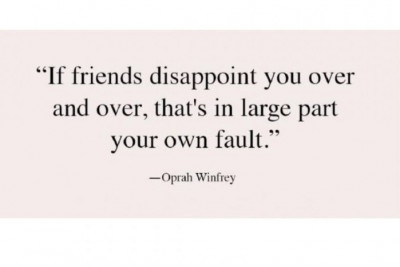 “If friends disappoint you over
and over, that's in large part
your own fault.”
—Oprah Winfrey